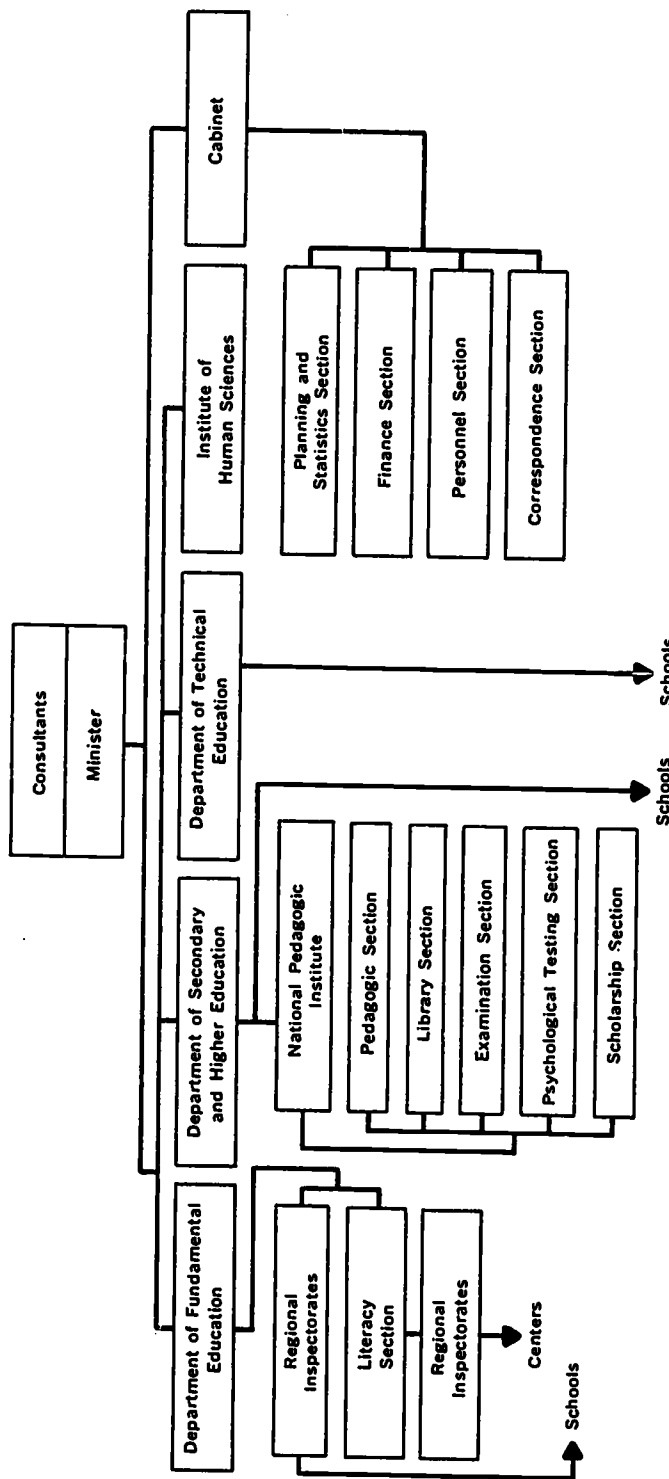 Consultants
Minister
Department of Fundamental
Education
Department of Secondary
and Higher Education
Department of Technical
Education
Institute of
Human Sciences
Cabinet
Regional
Inspectorates
Literacy
Section
Regional
Inspectorates
Centers
Schools
National Pedagogic
Institute
Pedagogic Section
Library Section
Examination Section
Psychological Testing Section
Scholarship Section
Schools
Schools
Planning and
Statistics Section
Finance Section
Personnel Section
Correspondence Section